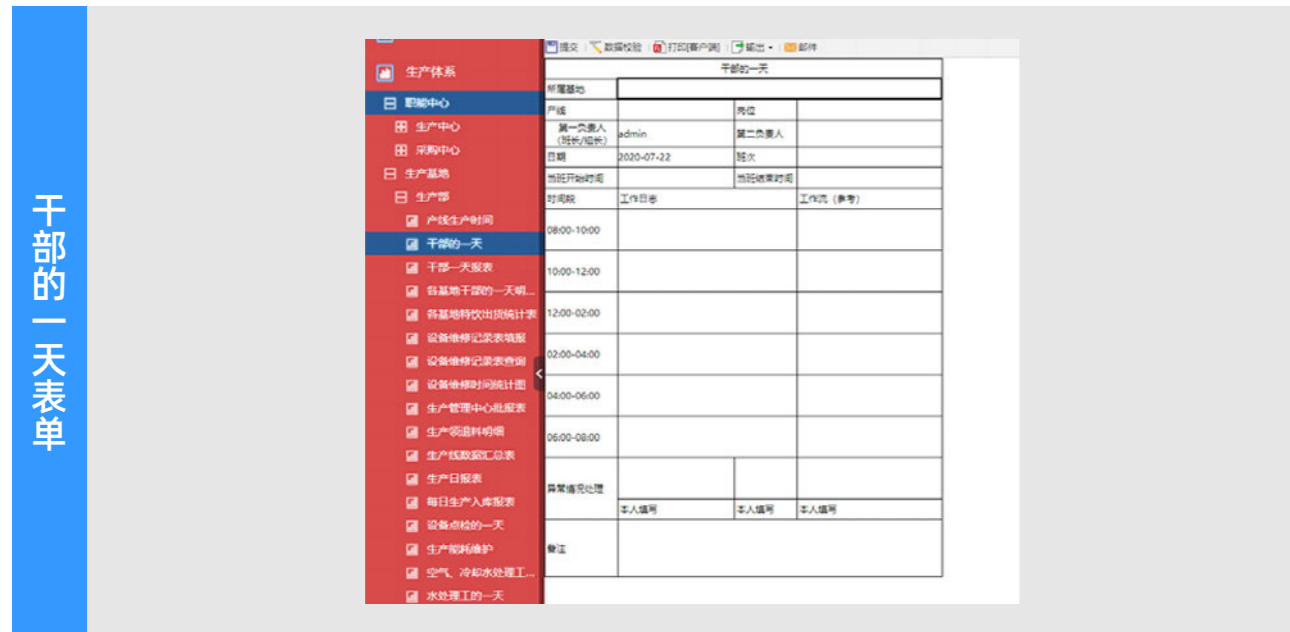 干部的一天表单
提交 数据校验 打印[客户端] 输出 邮件
生产体系
职能中心
生产中心
采购中心
生产基地
生产部
产线生产时间
干部的一天
干部一天报表
各基地干部的一天明...
各基地特饮出货统计表
设备维修记录表填报
设备维修记录表查询
设备维修时间统计图
生产管理中心批报表
生产领退料明细
生产线数据汇总表
生产日报表
每日生产入库报表
设备点检的一天
生产能耗维护
空气、冷却水处理工...
水处理工的一天
干部的一天
所属基地
产线 岗位
第一负责人 admin 第二负责人
(班长/组长)
日期 2020-07-22 班次
当班开始时间 当班结束时间
时间段 工作日志 工作流（参考）
08:00-10:00
10:00-12:00
12:00-02:00
02:00-04:00
04:00-06:00
06:00-08:00
异常情况处理
本人填写 本人填写 本人填写
备注